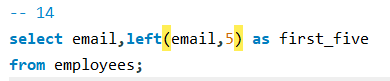 -- 14
select email,left(email,5) as first_five
from employees;